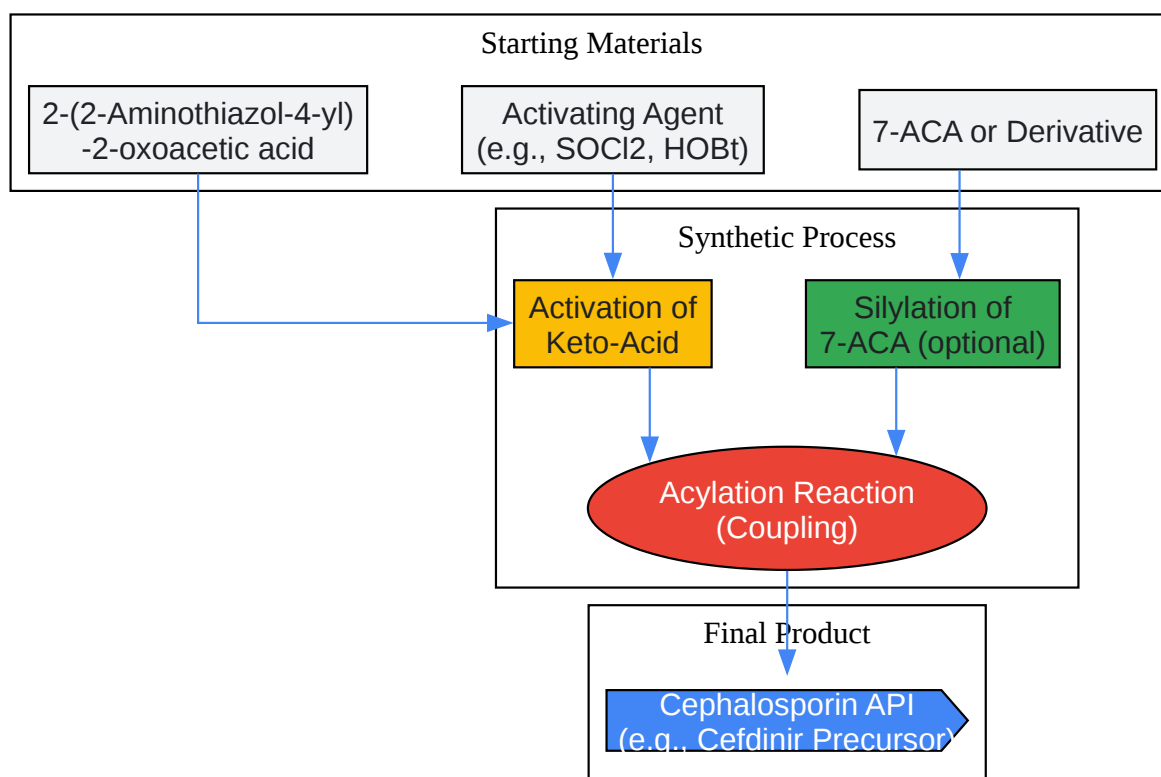 Starting Materials
2-(2-Aminothiazol-4-yl)
-2-oxoacetic acid
Activating Agent
(e.g., SOCl2, HOBt)
7-ACA or Derivative
Synthetic Process
Activation of
Keto-Acid
Silylation of
7-ACA (optional)
Acylation Reaction
(Coupling)
Final Product
Cephalosporin API
(e.g., Cefdinir Precursor)